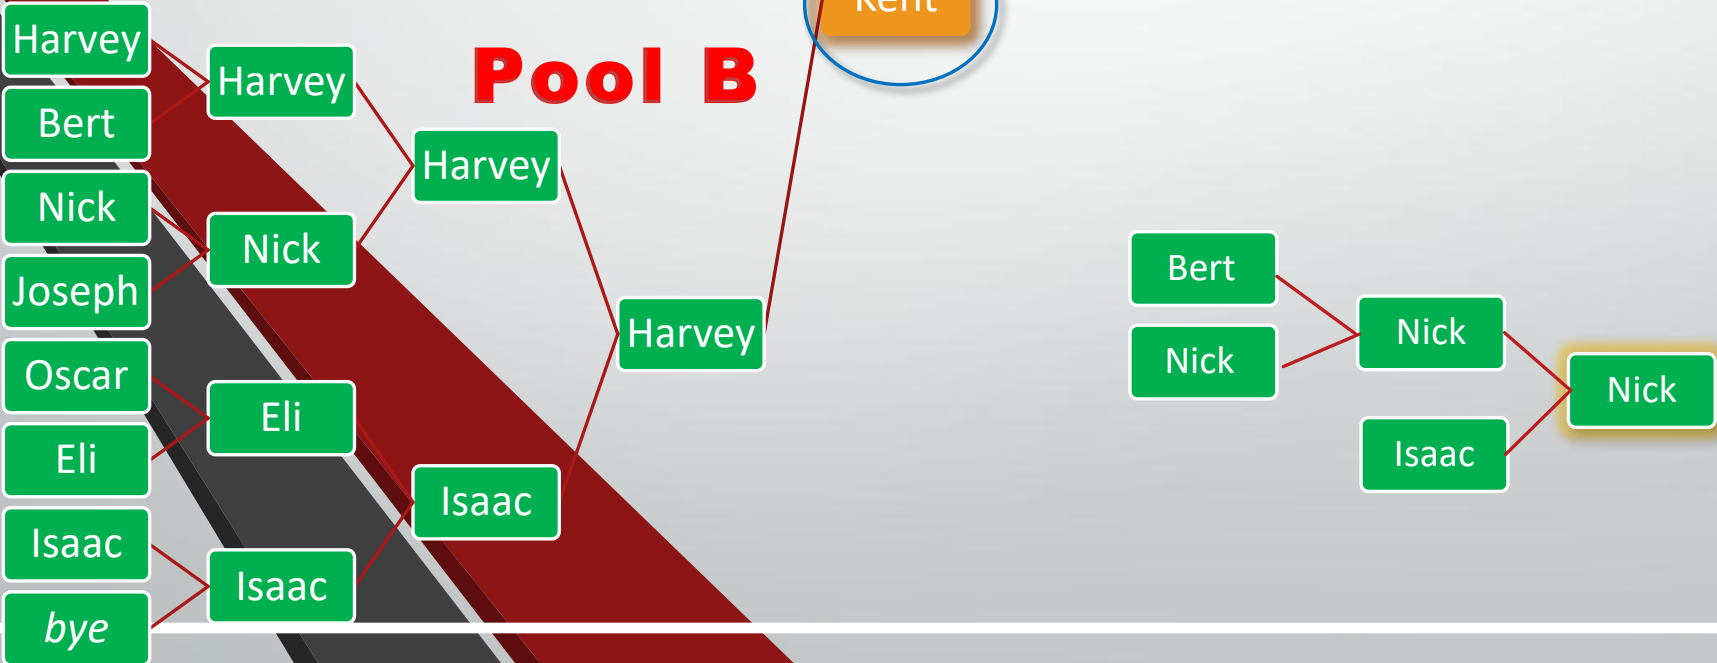 Kent
Harvey
Bert
Nick
Joseph
Oscar
Eli
Isaac
bye
Harvey
Nick
Eli
Isaac
Pool B
Harvey
Isaac
Harvey
Bert
Nick
Nick
Isaac
Nick